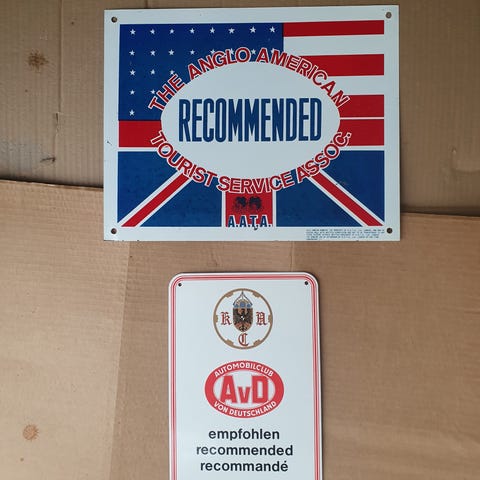 THE ANGLO AMERICAN
RECOMMENDED
TOURIST SERVICE ASSOC.
A.A.T.A.
K A C
AUTOMOBILCLUB
AvD
VON DEUTSCHLAND
empfohlen
recommended
recommandé